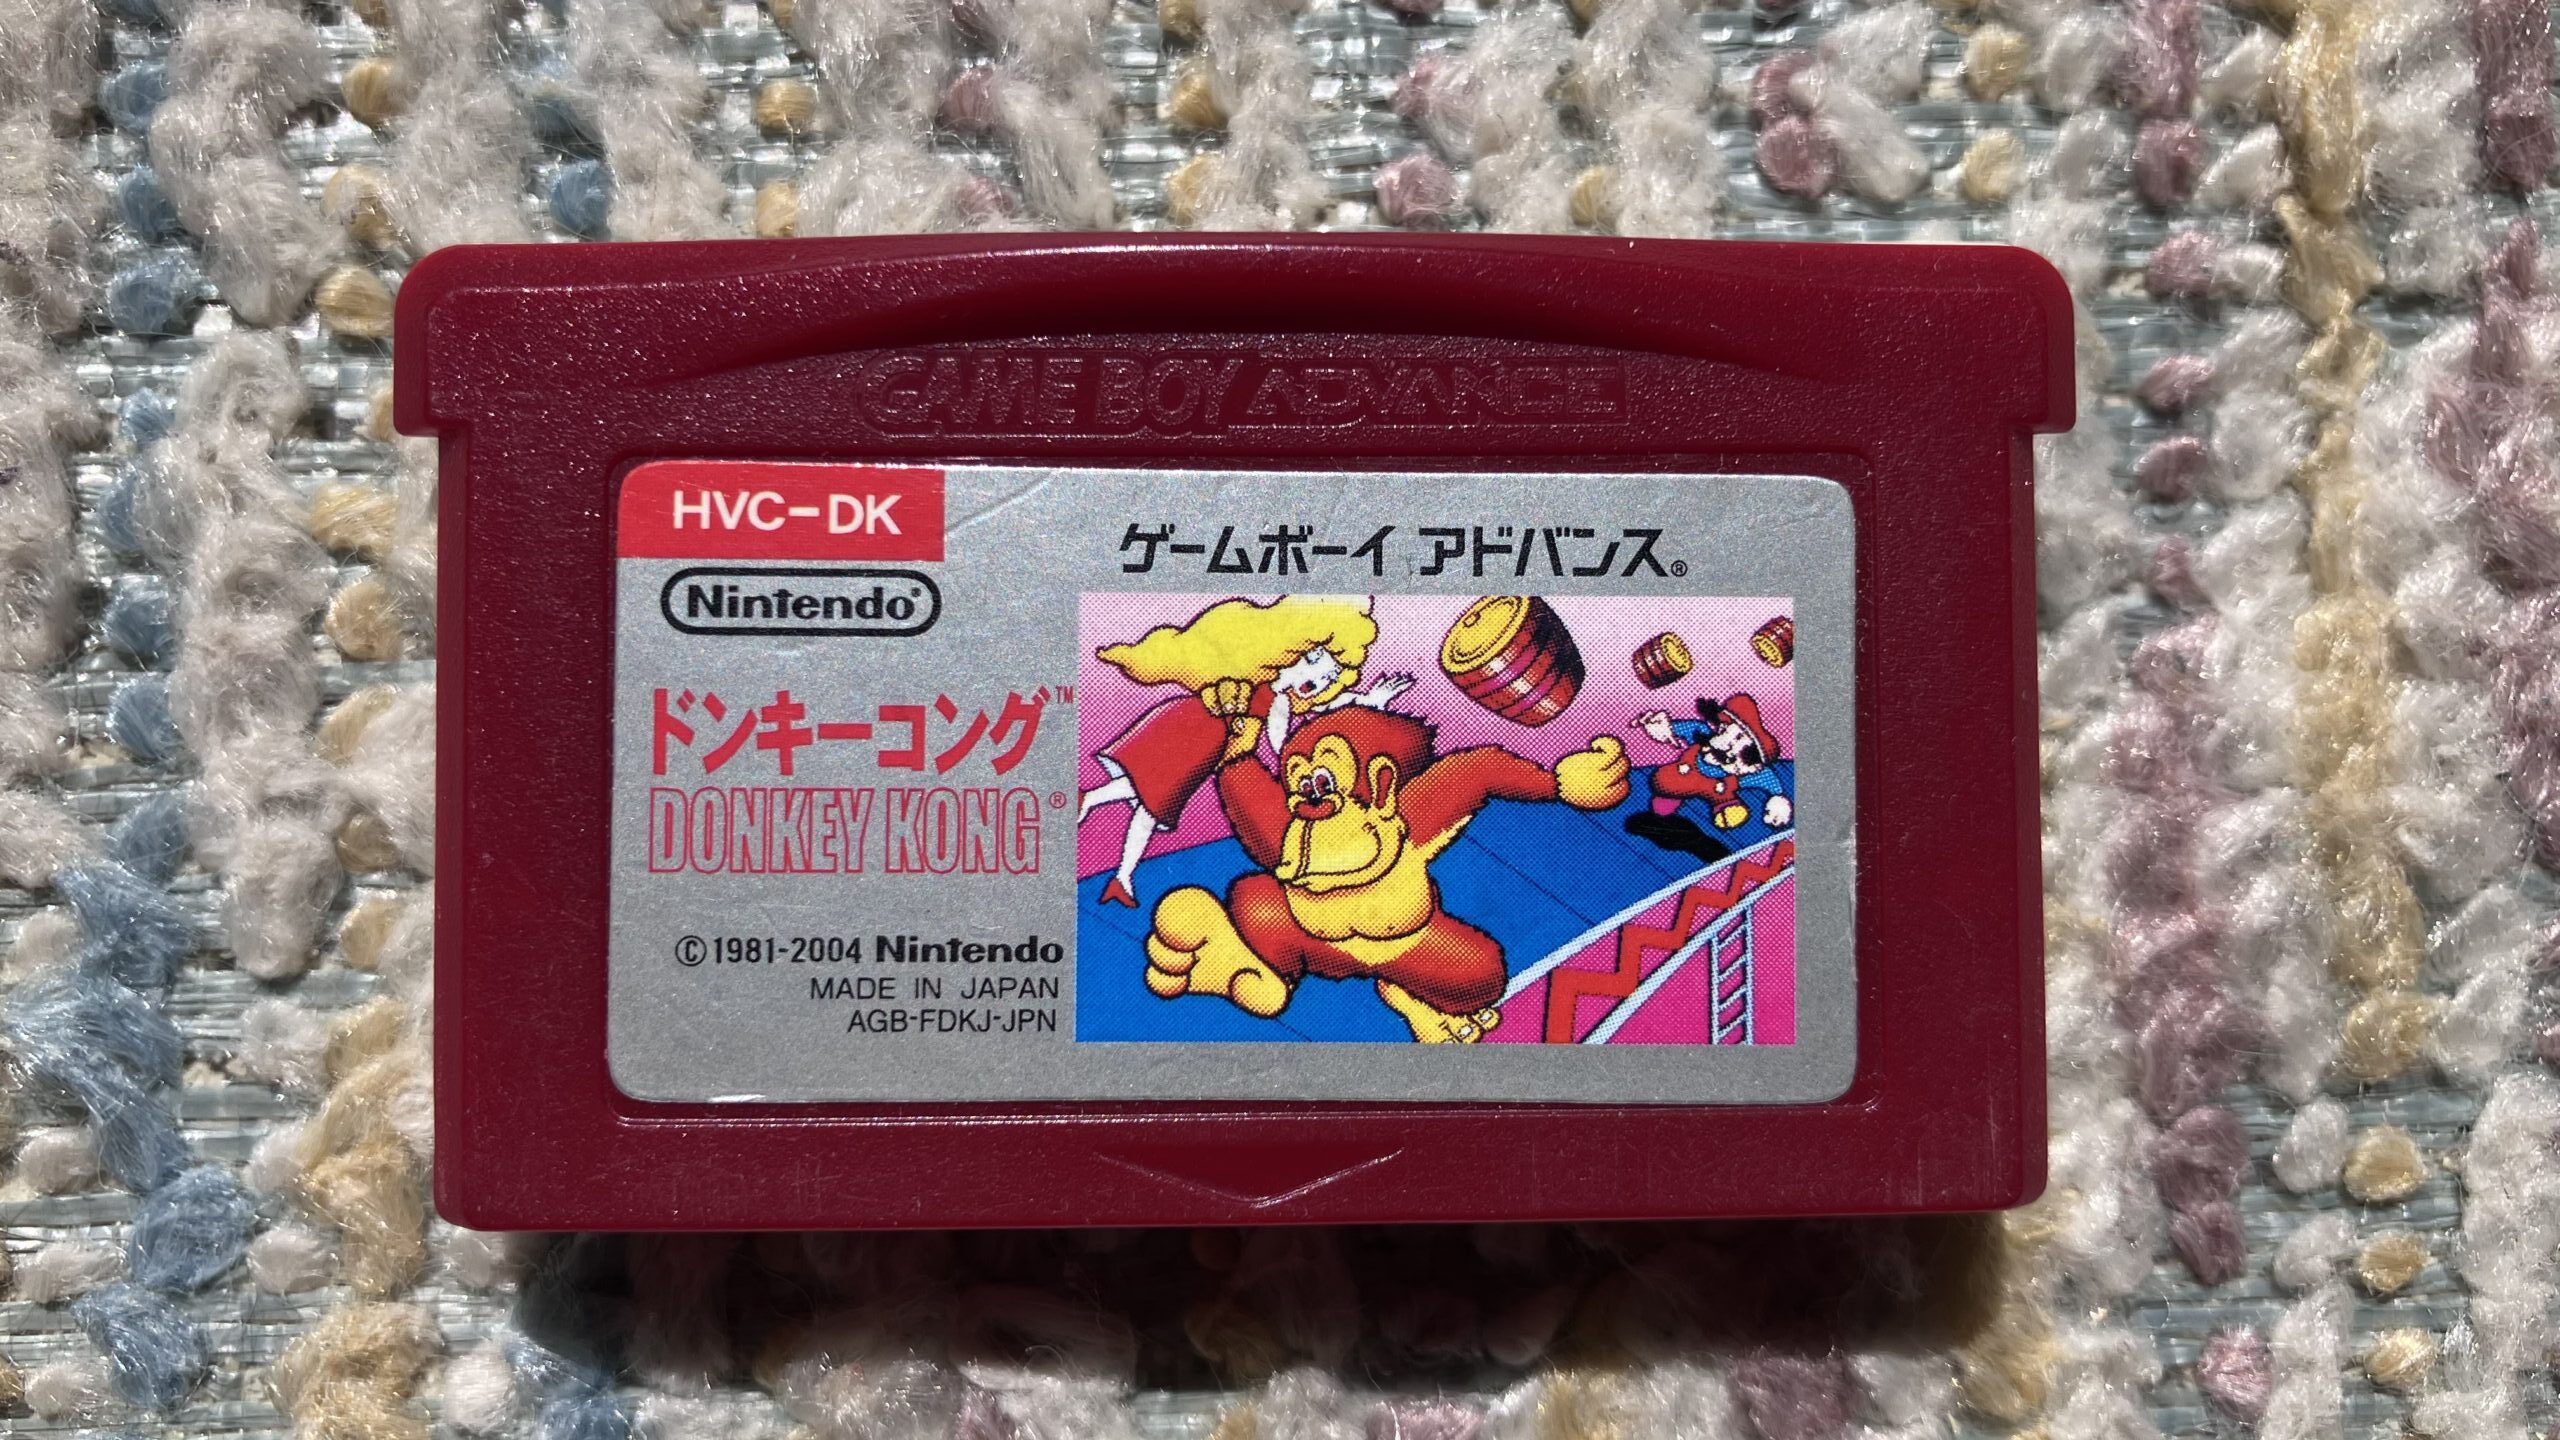 GAME BOY ADVANCE
HVC-DK
Nintendo®
ゲームボーイ アドバンス®
ドンキーコング™
DONKEY KONG®
©1981-2004 Nintendo
MADE IN JAPAN
AGB-FDKJ-JPN